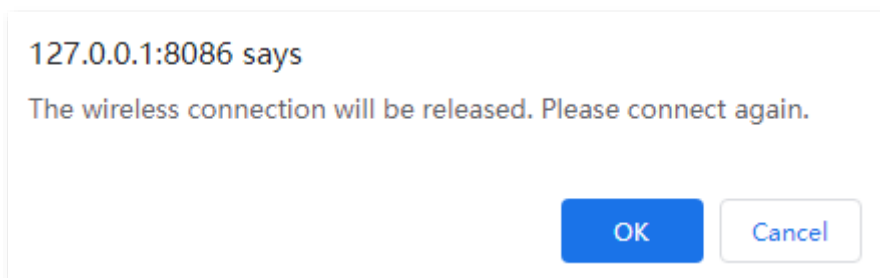 127.0.0.1:8086 says
The wireless connection will be released. Please connect again.
OK
Cancel